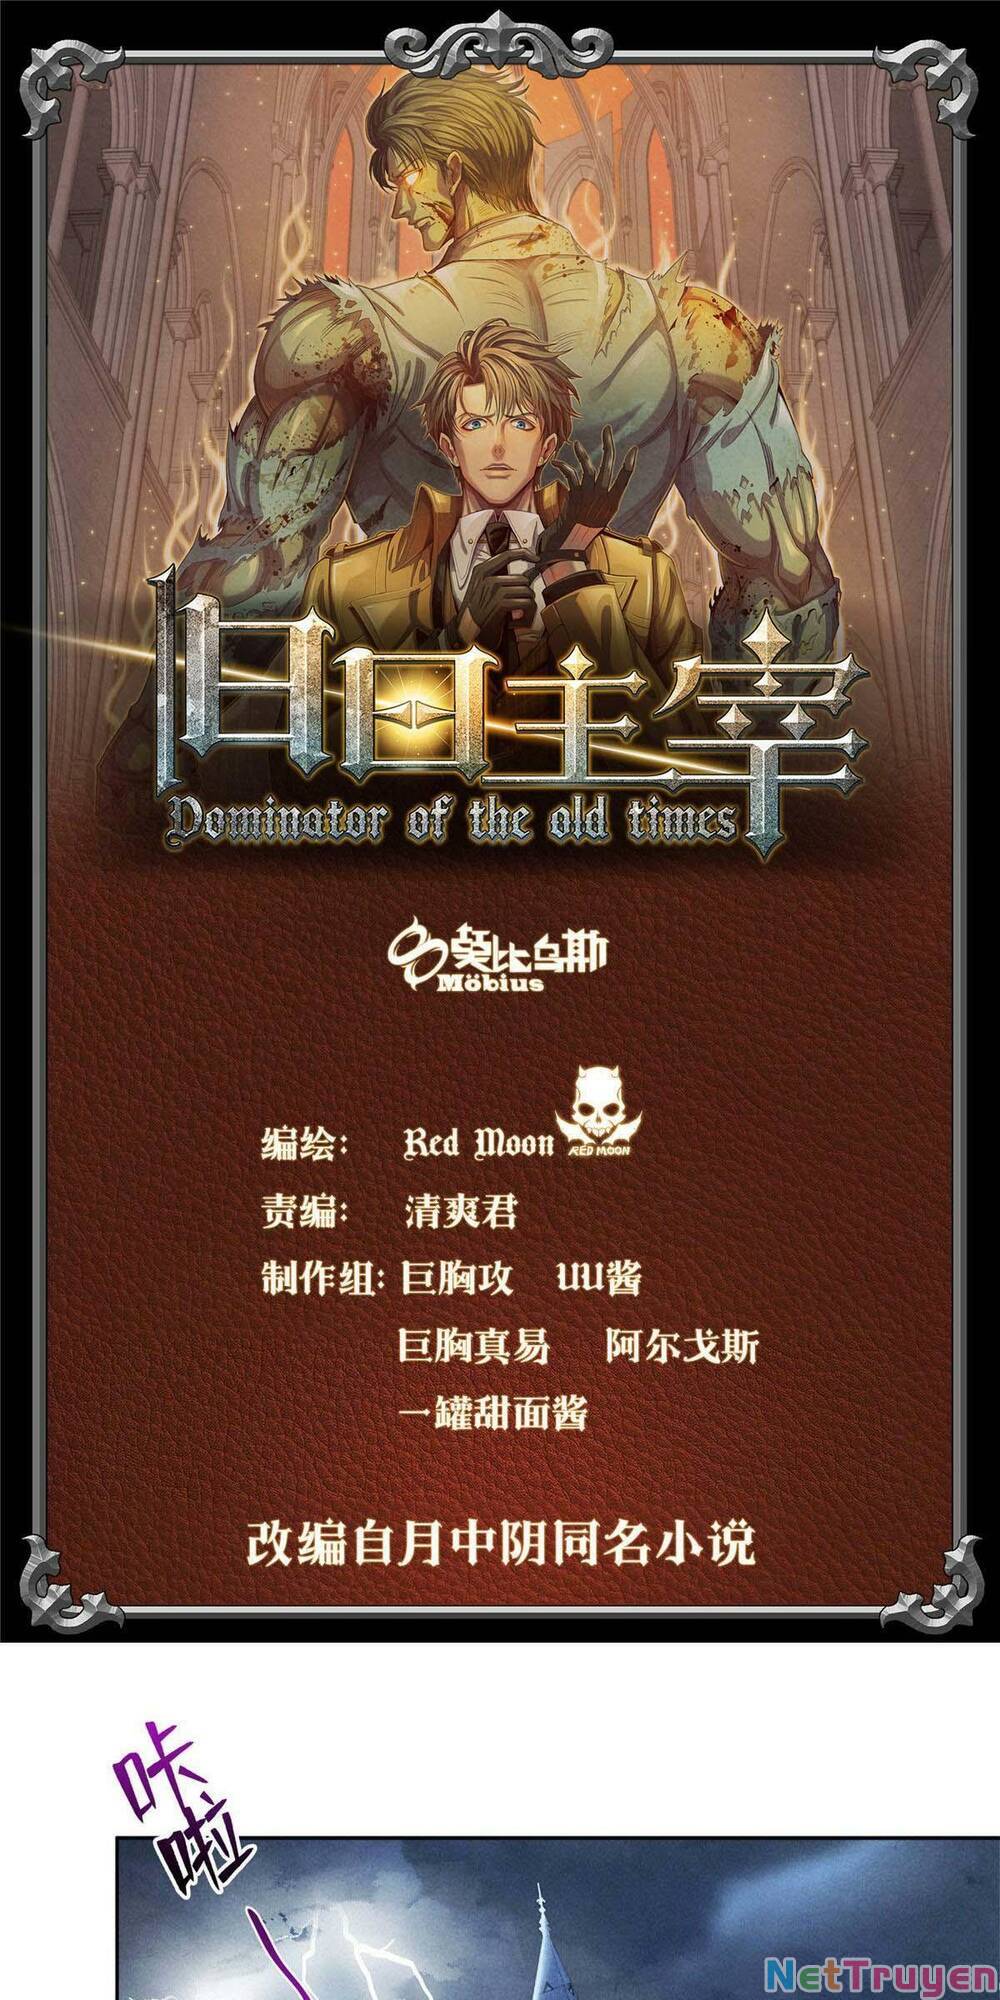 旧日主宰
Dominator of the old times
莫比乌斯
Möbius
编绘: Red Moon
RED MOON
责编: 清爽君
制作组: 巨胸攻 UU酱
巨胸真易 阿尔戈斯
一罐甜面酱
改编自月中阴同名小说
咔啦
NetTruyen